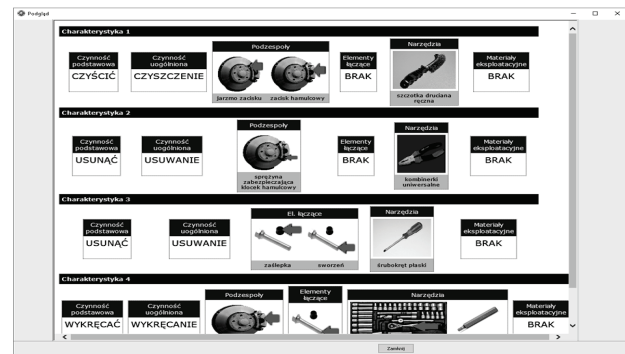 Podgląd
Charakterystyka 1
Czynność podstawowa
CZYŚCIĆ
Czynność uogólniona
CZYSZCZENIE
Podzespoły
jarzmo zacisku
zacisk hamulcowy
Elementy łączące
BRAK
Narzędzia
szczotka druciana ręczna
Materiały eksploatacyjne
BRAK
Charakterystyka 2
Czynność podstawowa
USUNĄĆ
Czynność uogólniona
USUWANIE
Podzespoły
sprężyna zabezpieczająca klocek hamulcowy
Elementy łączące
BRAK
Narzędzia
kombinerki uniwersalne
Materiały eksploatacyjne
BRAK
Charakterystyka 3
Czynność podstawowa
USUNĄĆ
Czynność uogólniona
USUWANIE
El. łączące
zaślepka
sworzeń
Narzędzia
śrubokręt płaski
Materiały eksploatacyjne
BRAK
Charakterystyka 4
Czynność podstawowa
WYKRĘCAĆ
Czynność uogólniona
WYKRĘCANIE
Podzespoły
Elementy łączące
Narzędzia
Materiały eksploatacyjne
BRAK
Zamknij